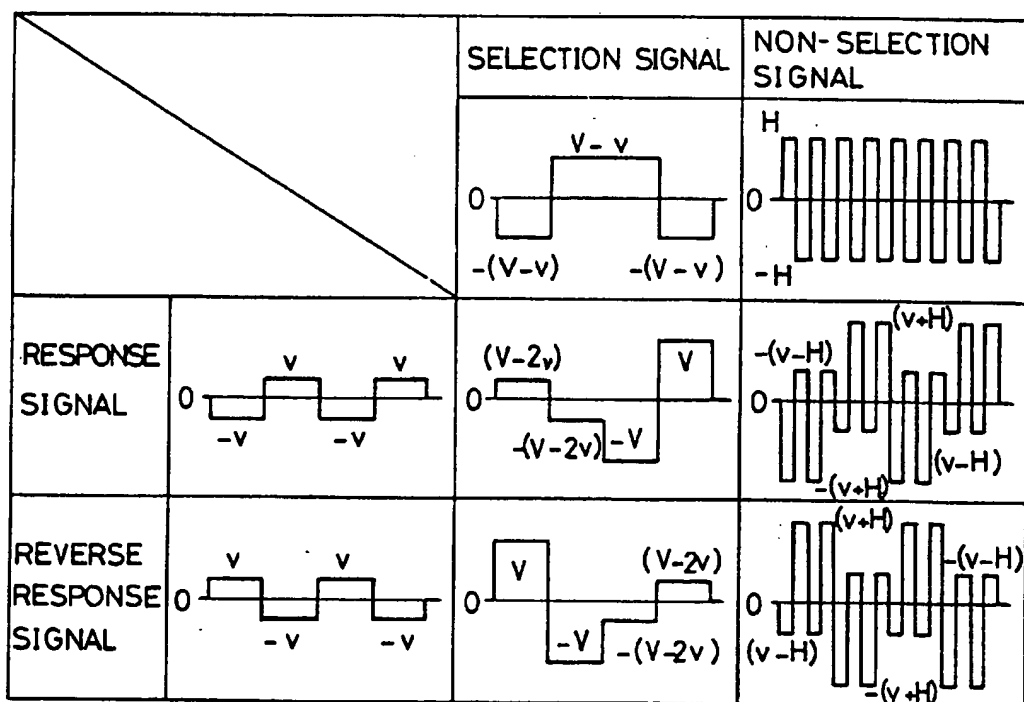 SELECTION SIGNAL
NON-SELECTION
SIGNAL
V-v
0
-(V-v)
-(V-v)
H
0
-H
RESPONSE
SIGNAL
v
v
0
-v
-v
(V-2v)
V
0
-(V-2v)
-V
(v+H)
-(v-H)
0
(v-H)
-(v+H)
REVERSE
RESPONSE
SIGNAL
v
v
0
-v
-v
V
(V-2v)
0
-V
-(V-2v)
(v+H)
-(v-H)
0
(v-H)
-(v+H)